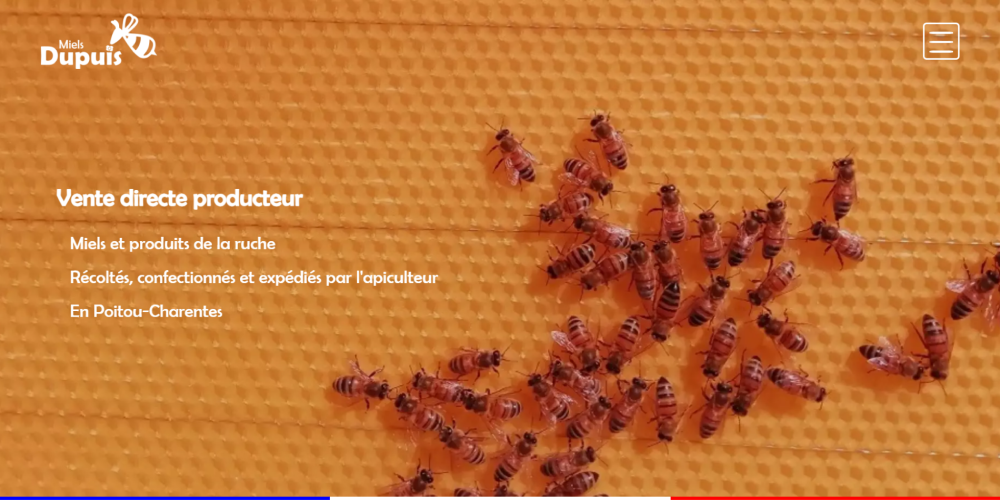 Miels
Dupuis
Vente directe producteur
Miels et produits de la ruche
Récoltés, confectionnés et expédiés par l'apiculteur
En Poitou-Charentes